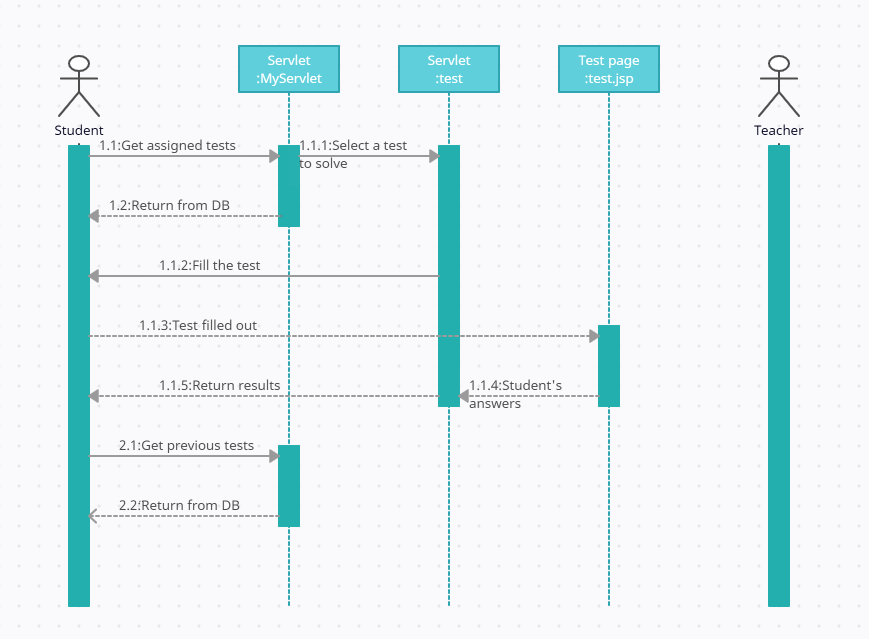 Servlet
:MyServlet
Servlet
:test
Test page
:test.jsp
Student
Teacher
1.1:Get assigned tests
1.1.1:Select a test
to solve
1.2:Return from DB
1.1.2:Fill the test
1.1.3:Test filled out
1.1.5:Return results
1.1.4:Student's
answers
2.1:Get previous tests
2.2:Return from DB